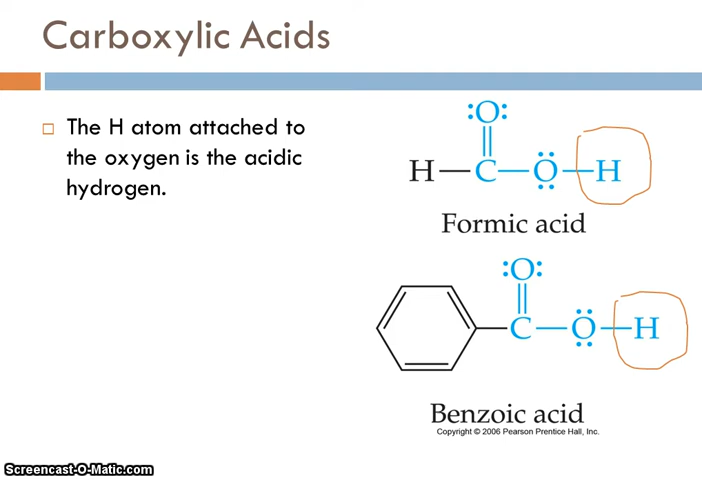 Carboxylic Acids
The H atom attached to
the oxygen is the acidic
hydrogen.
:O:
H—C—O—H
Formic acid
:O:
C—O—H
Benzoic acid
Copyright © 2006 Pearson Prentice Hall, Inc.
Screencast-O-Matic.com